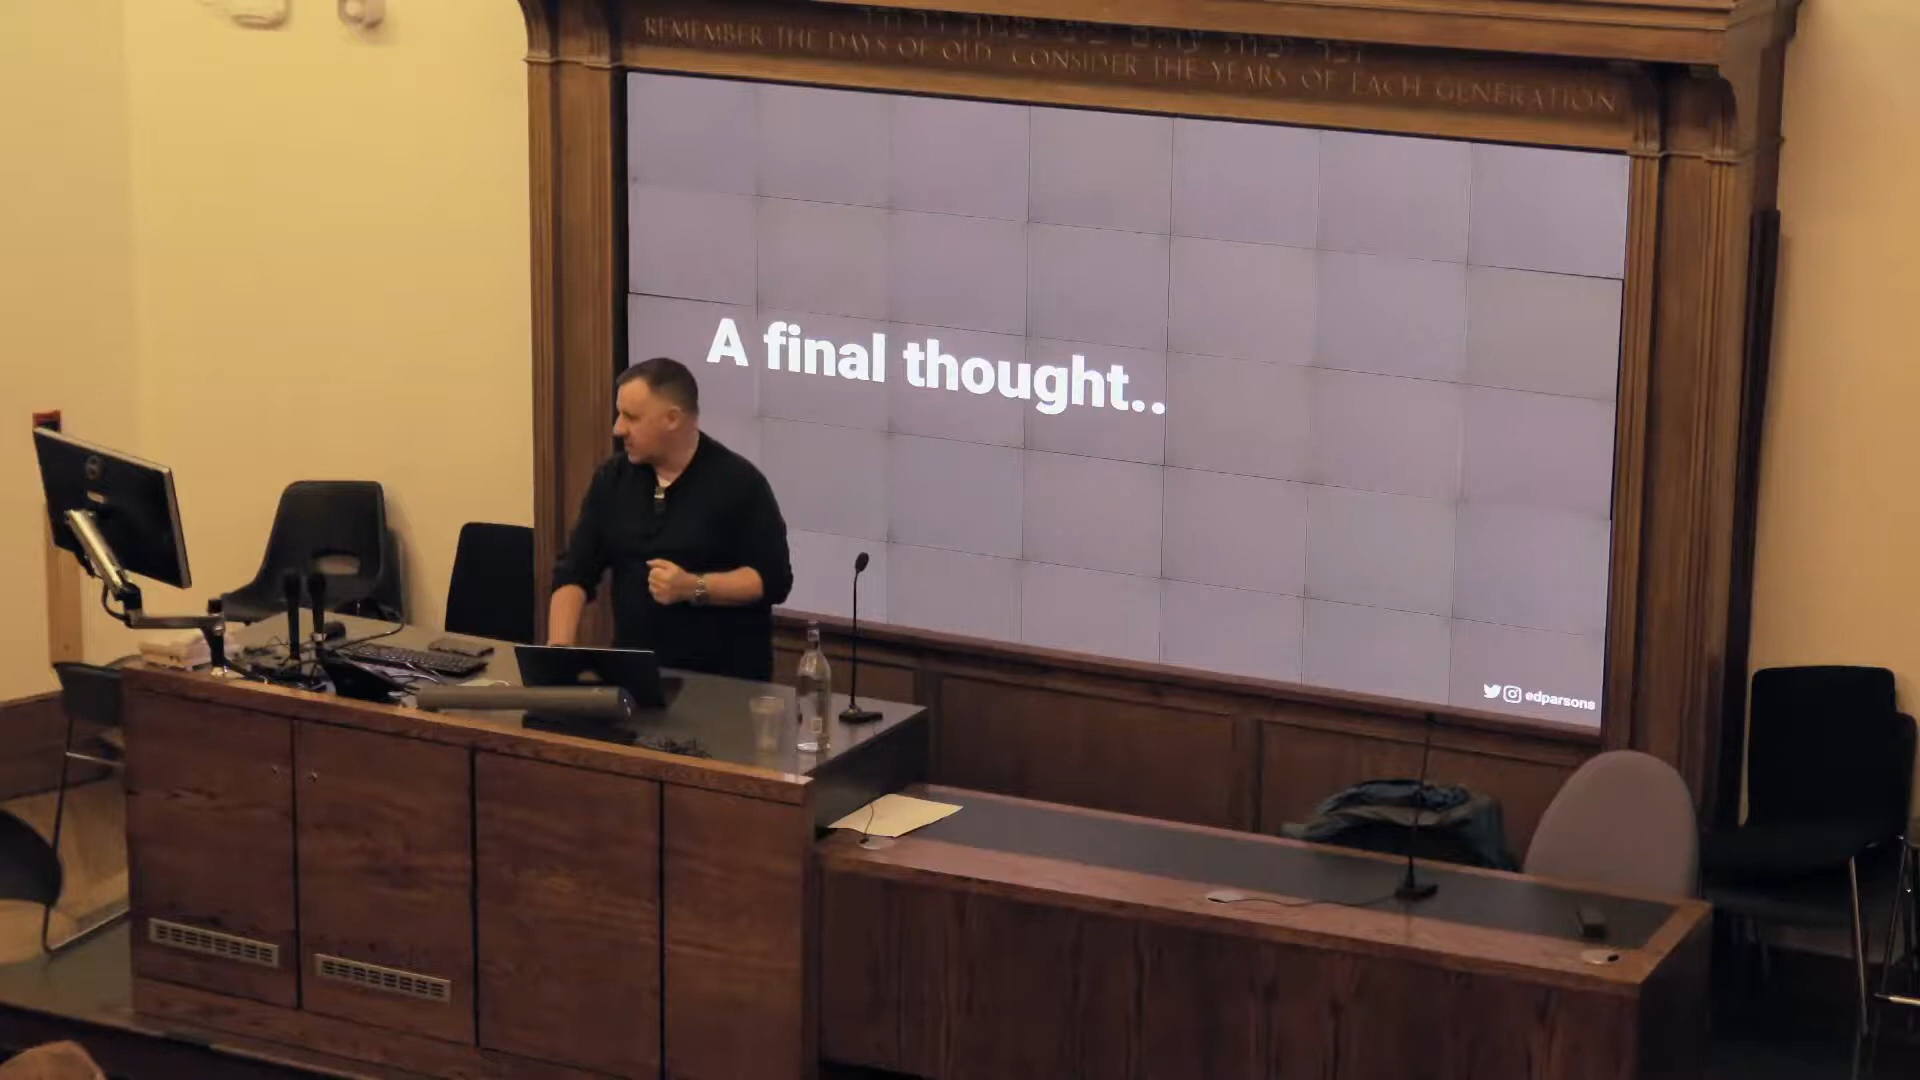 REMEMBER THE DAYS OF OLD CONSIDER THE YEARS OF EACH GENERATION
A final thought..
edparsons